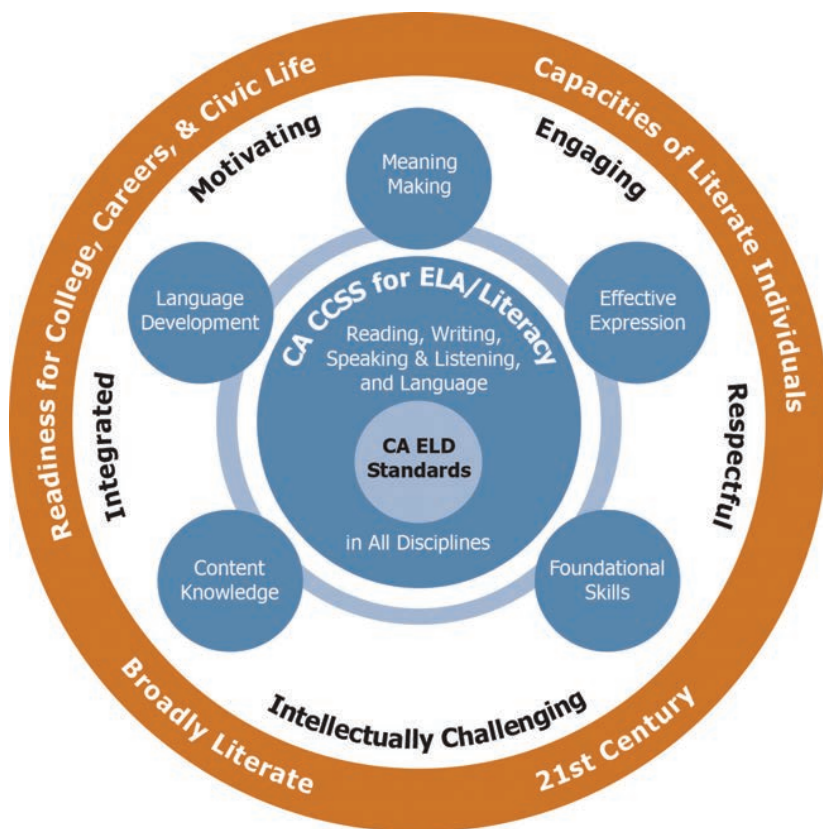 Readiness for College, Careers, & Civic Life
Capacities of Literate Individuals
Motivating
Engaging
Meaning
Making
Language
Development
Effective
Expression
CA CCSS for ELA/Literacy
Reading, Writing,
Speaking & Listening,
and Language
CA ELD
Standards
in All Disciplines
Integrated
Respectful
Content
Knowledge
Foundational
Skills
Intellectually Challenging
Broadly Literate
21st Century